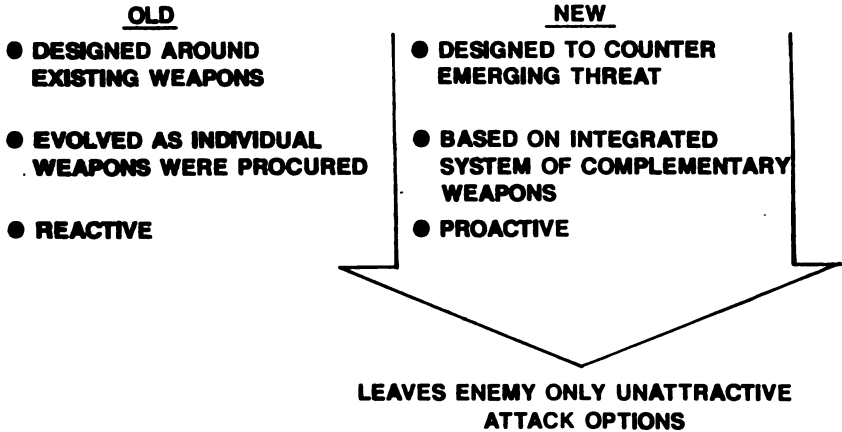 OLD
● DESIGNED AROUND
EXISTING WEAPONS
● EVOLVED AS INDIVIDUAL
WEAPONS WERE PROCURED
● REACTIVE
NEW
● DESIGNED TO COUNTER
EMERGING THREAT
● BASED ON INTEGRATED
SYSTEM OF COMPLEMENTARY
WEAPONS
● PROACTIVE
LEAVES ENEMY ONLY UNATTRACTIVE
ATTACK OPTIONS